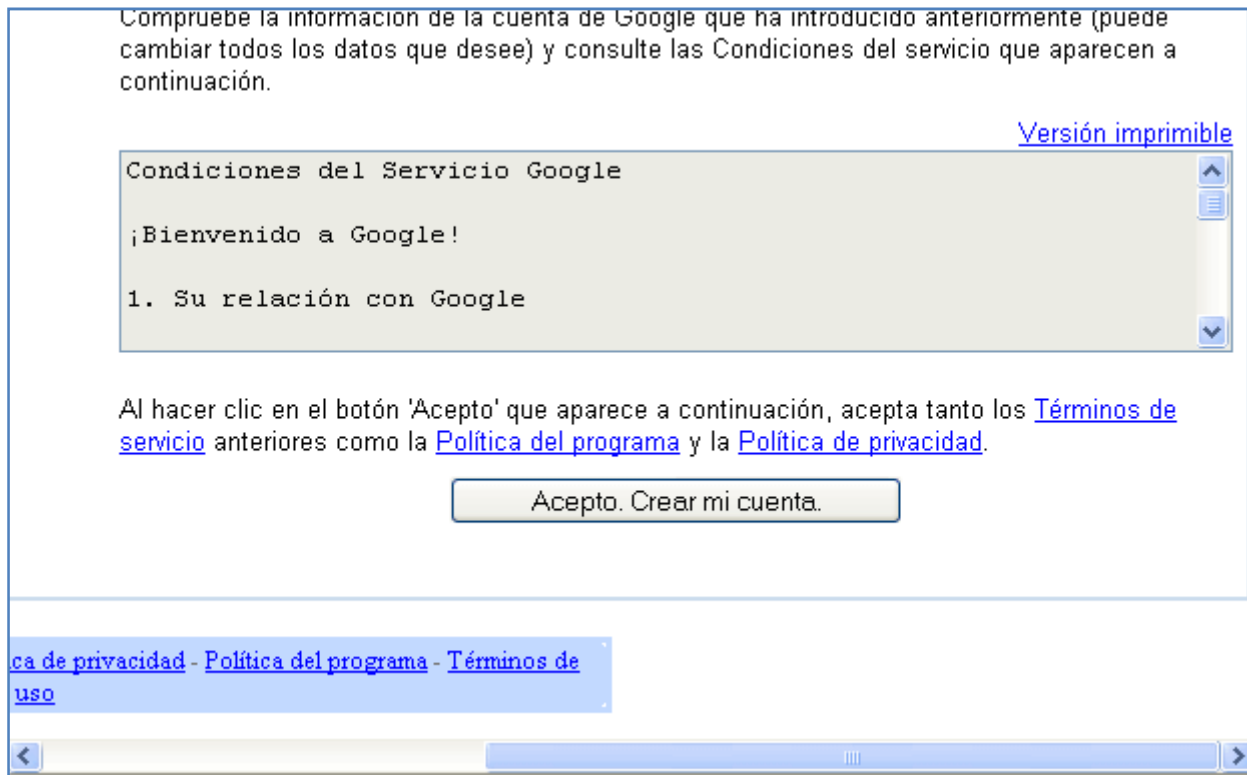 Compruebe la información de la cuenta de Google que ha introducido anteriormente (puede
cambiar todos los datos que desee) y consulte las Condiciones del servicio que aparecen a
continuación.
Versión imprimible
Condiciones del Servicio Google
¡Bienvenido a Google!
1. Su relación con Google
Al hacer clic en el botón 'Acepto' que aparece a continuación, acepta tanto los Términos de
servicio anteriores como la Política del programa y la Política de privacidad.
Acepto. Crear mi cuenta.
ca de privacidad - Política del programa - Términos de
uso